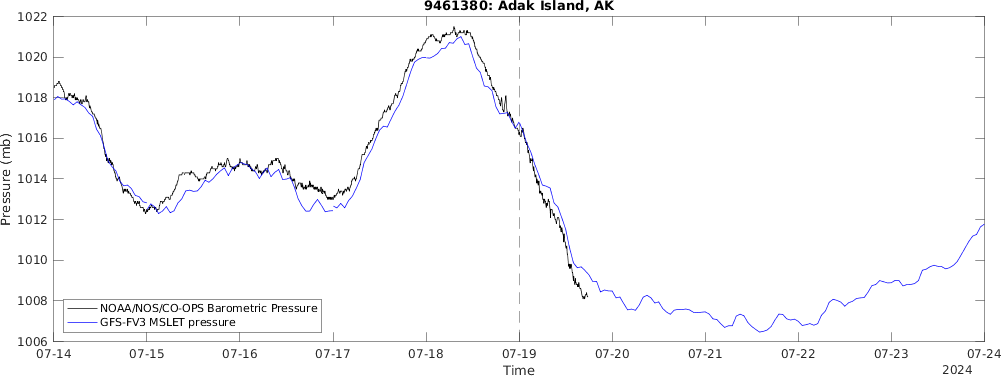 9461380: Adak Island, AK
Pressure (mb)
1022
1020
1018
1016
1014
1012
1010
1008
1006
NOAA/NOS/CO-OPS Barometric Pressure
GFS-FV3 MSLET pressure
07-14 07-15 07-16 07-17 07-18 07-19 07-20 07-21 07-22 07-23 07-24
Time
2024